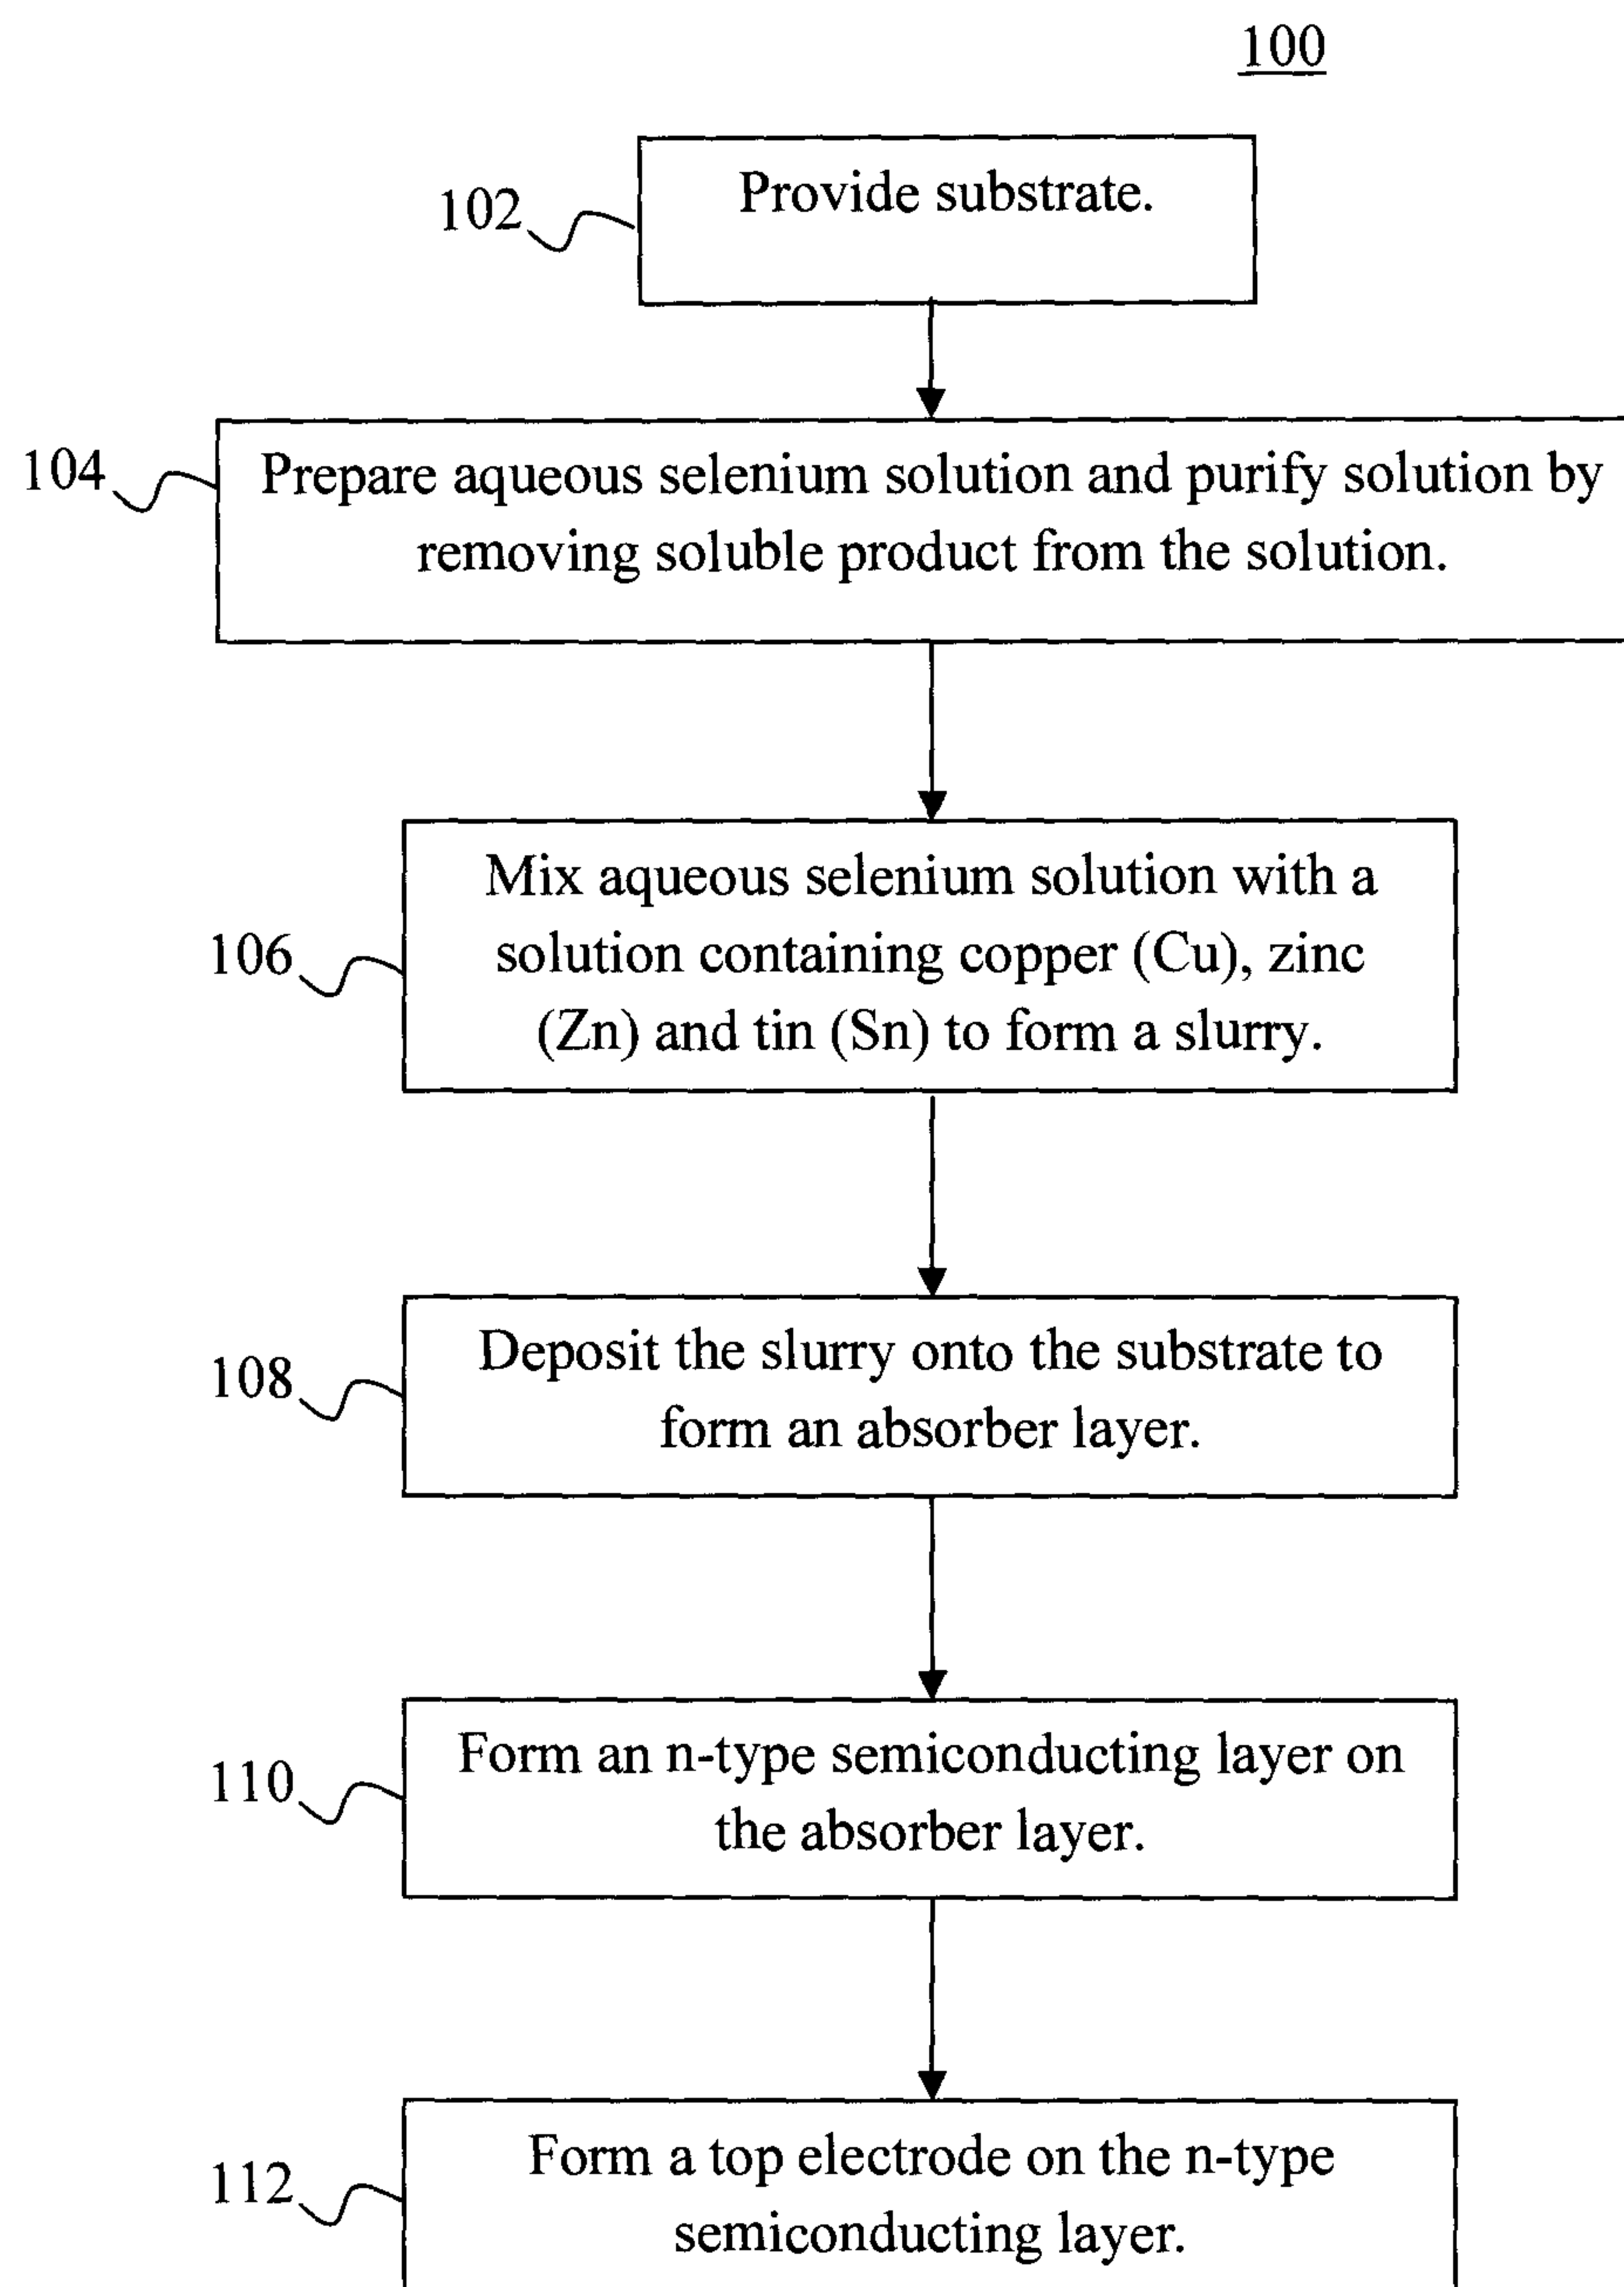 100
102
Provide substrate.
104
Prepare aqueous selenium solution and purify solution by
removing soluble product from the solution.
106
Mix aqueous selenium solution with a
solution containing copper (Cu), zinc
(Zn) and tin (Sn) to form a slurry.
108
Deposit the slurry onto the substrate to
form an absorber layer.
110
Form an n-type semiconducting layer on
the absorber layer.
112
Form a top electrode on the n-type
semiconducting layer.